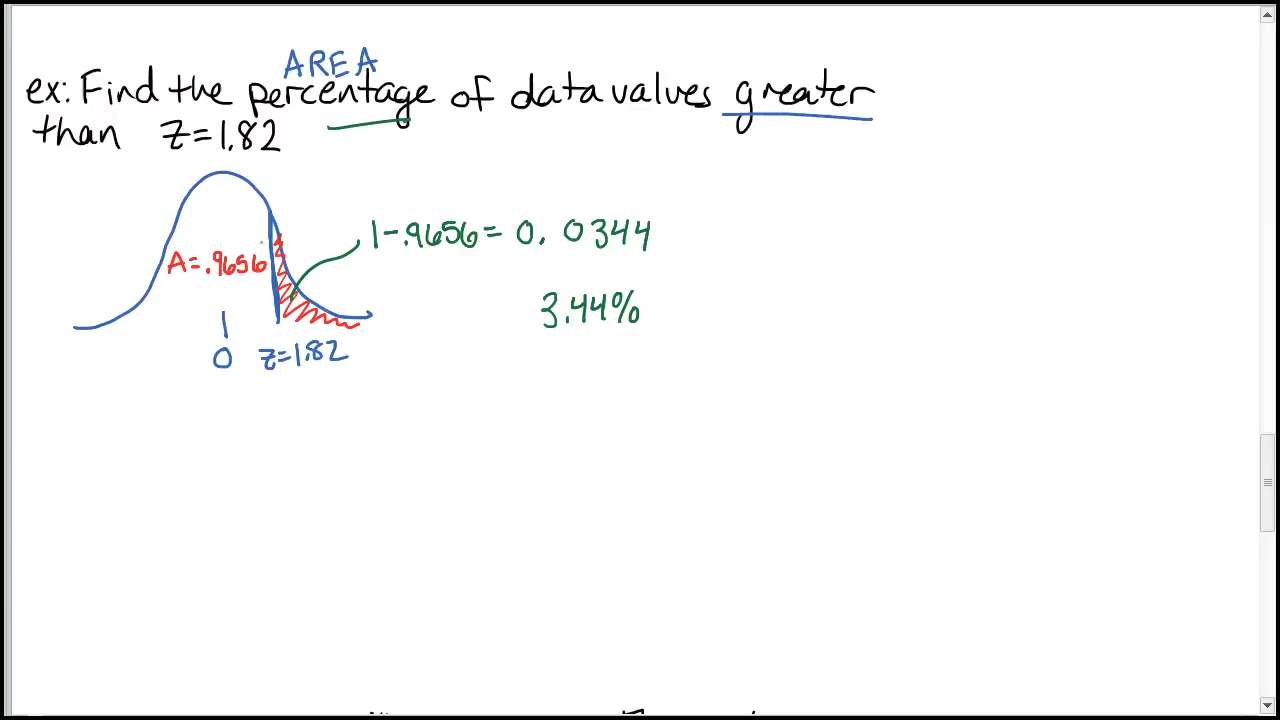 AREA
ex: Find the percentage of data values greater
than z=1.82
1-.9656= 0.0344
A=.9656
3.44%
0 z=1.82